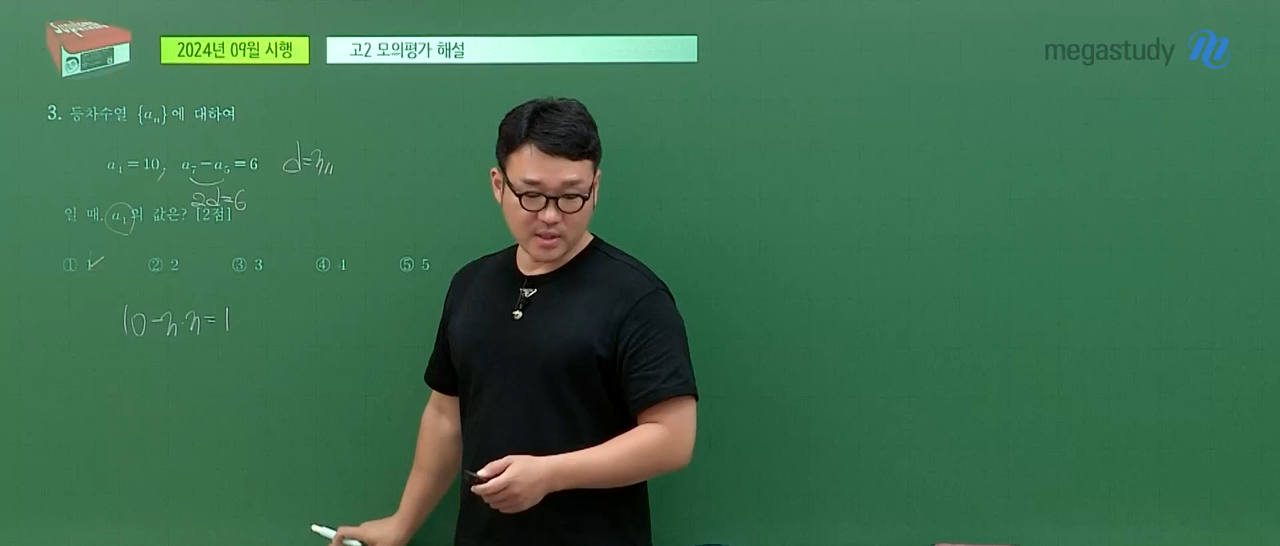 2024년 09월 시행
고2 모의평가 해설
megastudy
3. 등차수열 {aₙ}에 대하여
a₄=10, a₇-a₅=6 d=3
2d=6
일 때, a₁의 값은? [2점]
① 1 ② 2 ③ 3 ④ 4 ⑤ 5
10-3·3=1